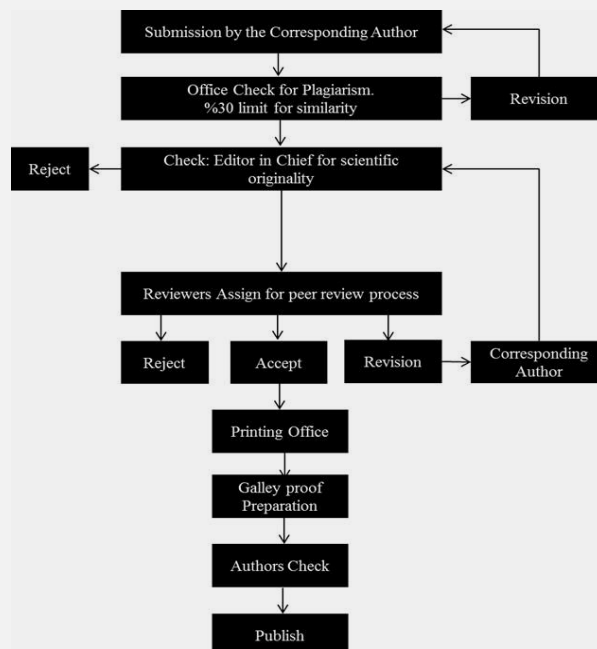 Submission by the Corresponding Author
Office Check for Plagiarism.
%30 limit for similarity
Revision
Reject
Check: Editor in Chief for scientific
originality
Reviewers Assign for peer review process
Reject
Accept
Revision
Corresponding
Author
Printing Office
Galley proof
Preparation
Authors Check
Publish